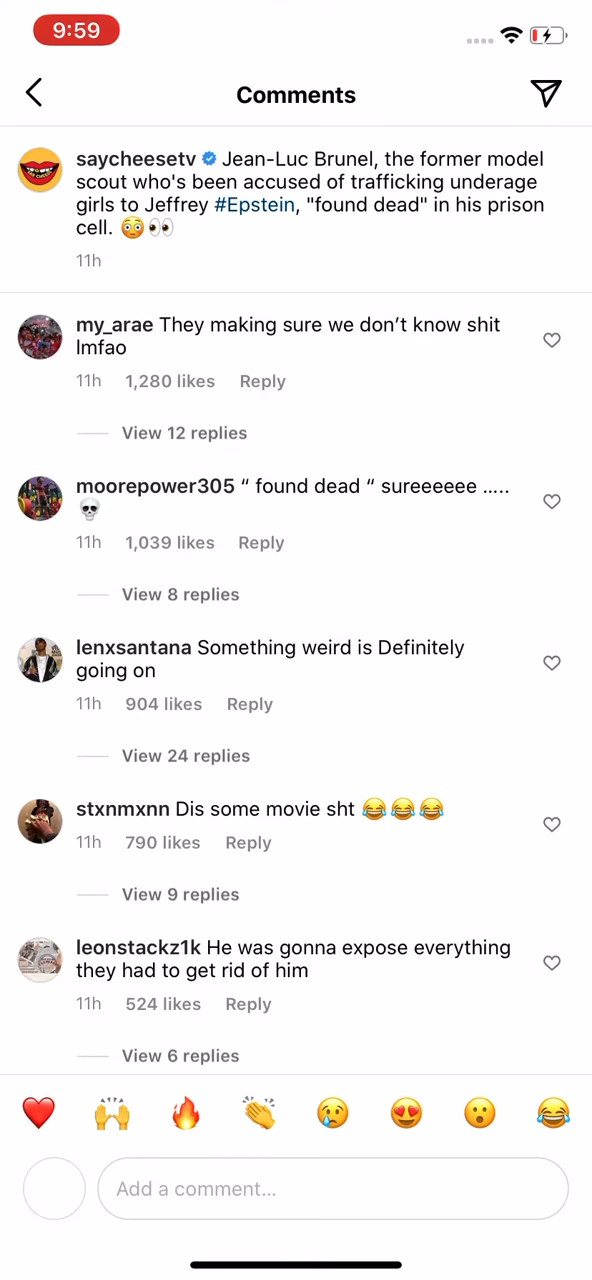 9:59
Comments
saycheesetv Jean-Luc Brunel, the former model
scout who's been accused of trafficking underage
girls to Jeffrey #Epstein, "found dead" in his prison
cell. 😳👀
11h
my_arae They making sure we don’t know shit
lmfao
11h 1,280 likes Reply
View 12 replies
moorepower305 “ found dead “ sureeeeee …..
💀
11h 1,039 likes Reply
View 8 replies
lenxsantana Something weird is Definitely
going on
11h 904 likes Reply
View 24 replies
stxnmxnn Dis some movie sht 😂😂😂
11h 790 likes Reply
View 9 replies
leonstackz1k He was gonna expose everything
they had to get rid of him
11h 524 likes Reply
View 6 replies
Add a comment...